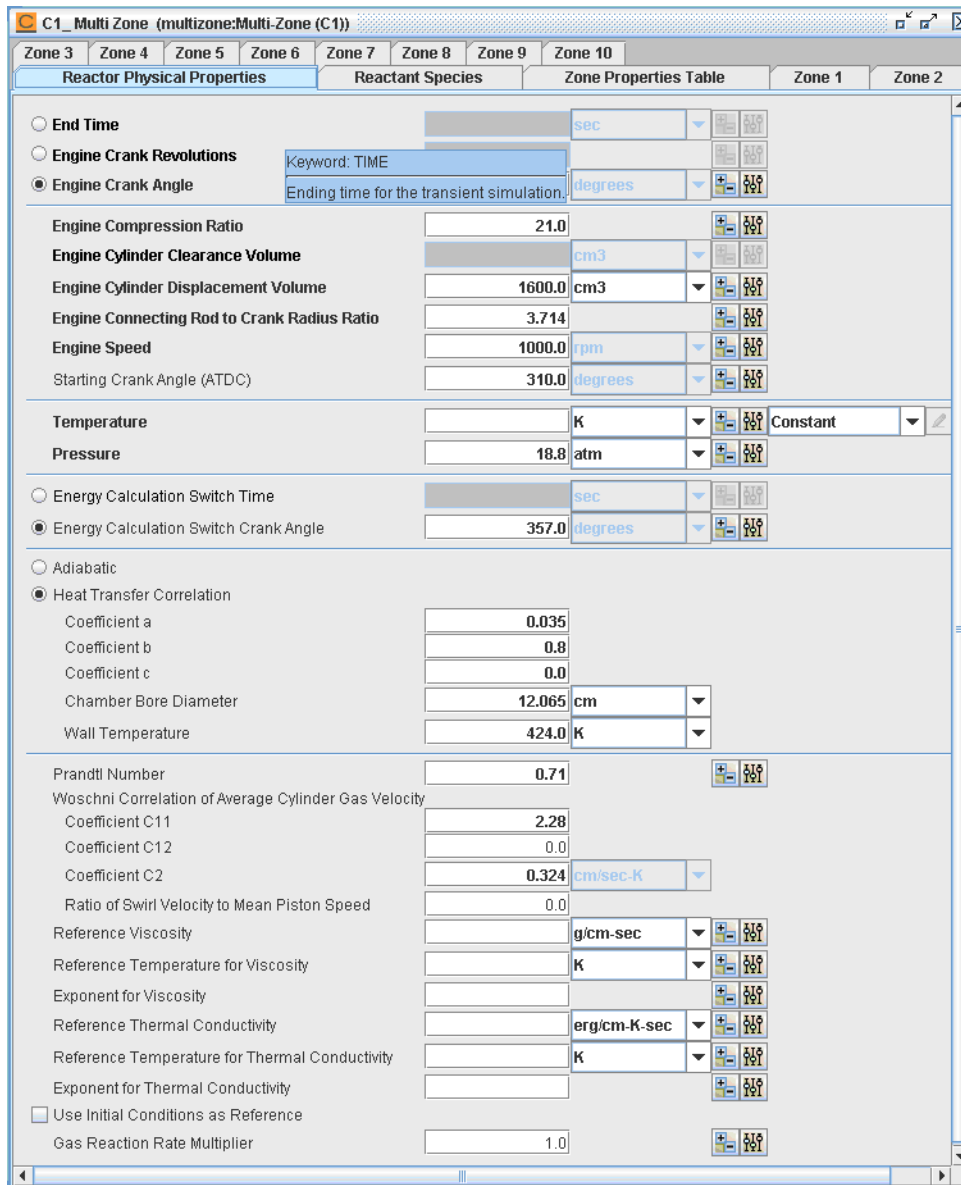 C1_ Multi Zone (multizone:Multi-Zone (C1))
Zone 3 Zone 4 Zone 5 Zone 6 Zone 7 Zone 8 Zone 9 Zone 10
Reactor Physical Properties Reactant Species Zone Properties Table Zone 1 Zone 2
End Time sec
Engine Crank Revolutions
Keyword: TIME
Engine Crank Angle degrees
Ending time for the transient simulation.
Engine Compression Ratio 21.0
Engine Cylinder Clearance Volume cm3
Engine Cylinder Displacement Volume 1600.0 cm3
Engine Connecting Rod to Crank Radius Ratio 3.714
Engine Speed 1000.0 rpm
Starting Crank Angle (ATDC) 310.0 degrees
Temperature K Constant
Pressure 18.8 atm
Energy Calculation Switch Time sec
Energy Calculation Switch Crank Angle 357.0 degrees
Adiabatic
Heat Transfer Correlation
Coefficient a 0.035
Coefficient b 0.8
Coefficient c 0.0
Chamber Bore Diameter 12.065 cm
Wall Temperature 424.0 K
Prandtl Number 0.71
Woschni Correlation of Average Cylinder Gas Velocity
Coefficient C11 2.28
Coefficient C12 0.0
Coefficient C2 0.324 cm/sec-K
Ratio of Swirl Velocity to Mean Piston Speed 0.0
Reference Viscosity g/cm-sec
Reference Temperature for Viscosity K
Exponent for Viscosity
Reference Thermal Conductivity erg/cm-K-sec
Reference Temperature for Thermal Conductivity K
Exponent for Thermal Conductivity
Use Initial Conditions as Reference
Gas Reaction Rate Multiplier 1.0